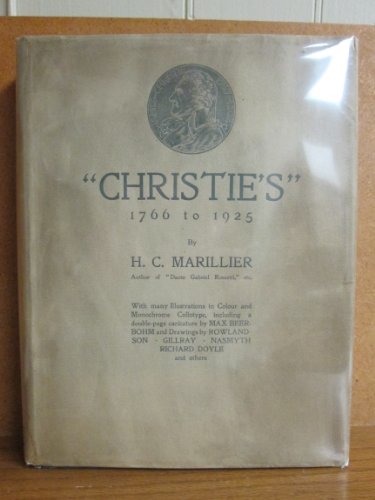 "CHRISTIE'S"
1766 to 1925
By
H. C. MARILLIER
Author of "Dante Gabriel Rossetti," etc.
With many Illustrations in Colour and
Monochrome Collotype, including a
double-page caricature by MAX BEER-
BOHM and Drawings by ROWLAND
SON - GILLRAY - NASMYTH
RICHARD DOYLE
and others